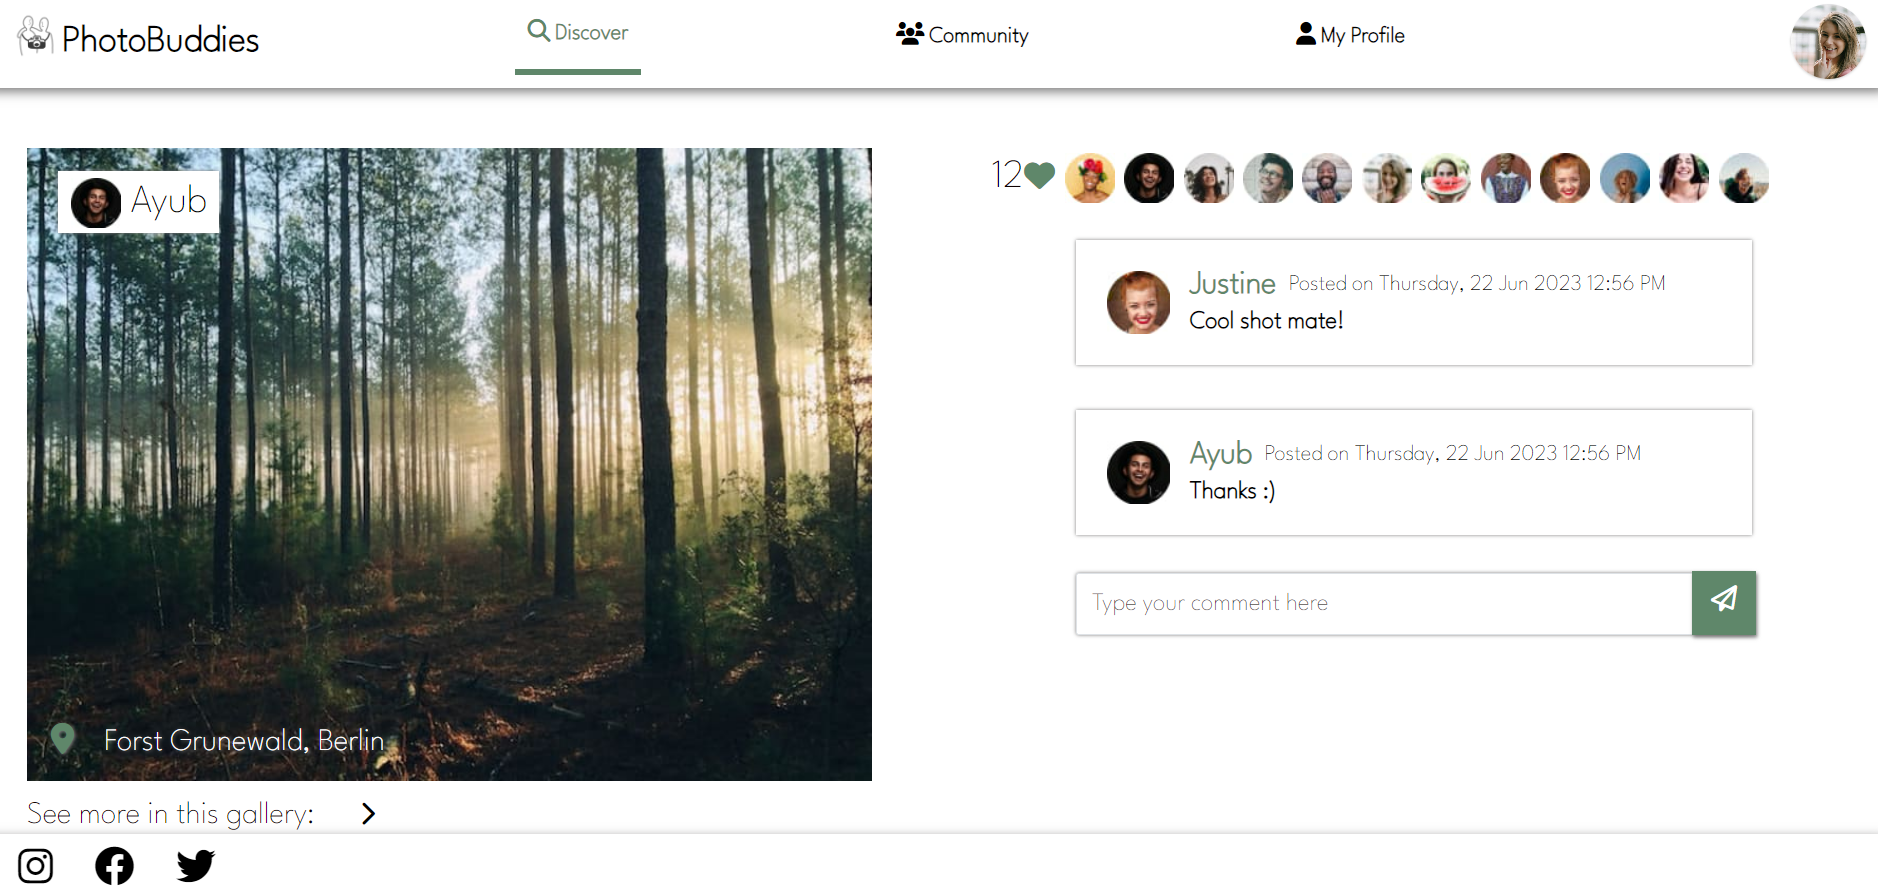 PhotoBuddies
Discover
Community
My Profile
Ayub
12
Justine Posted on Thursday, 22 Jun 2023 12:56 PM
Cool shot mate!
Ayub Posted on Thursday, 22 Jun 2023 12:56 PM
Thanks :)
Type your comment here
Forst Grunewald, Berlin
See more in this gallery: